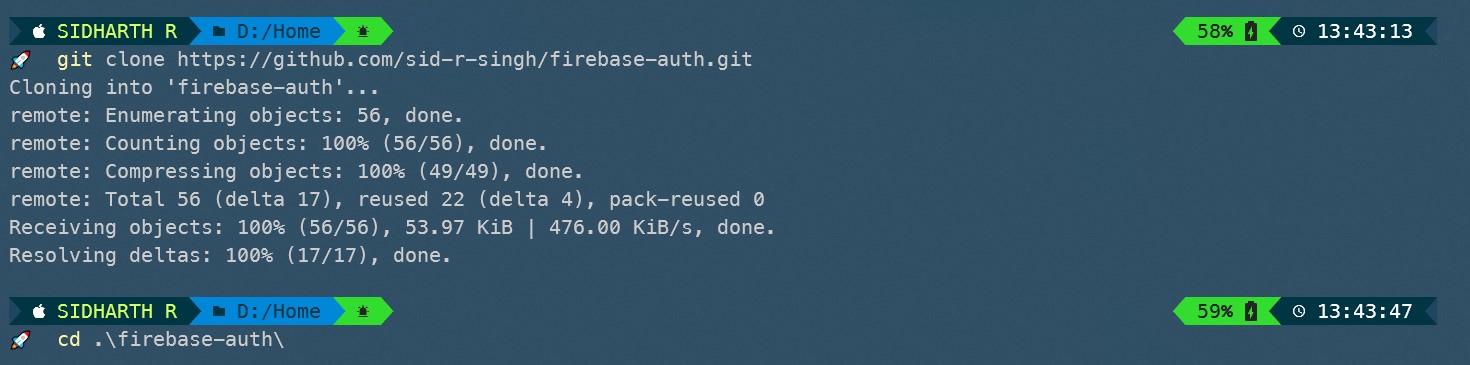 SIDHARTH R D:/Home 58% 13:43:13
git clone https://github.com/sid-r-singh/firebase-auth.git
Cloning into 'firebase-auth'...
remote: Enumerating objects: 56, done.
remote: Counting objects: 100% (56/56), done.
remote: Compressing objects: 100% (49/49), done.
remote: Total 56 (delta 17), reused 22 (delta 4), pack-reused 0
Receiving objects: 100% (56/56), 53.97 KiB | 476.00 KiB/s, done.
Resolving deltas: 100% (17/17), done.
SIDHARTH R D:/Home 59% 13:43:47
cd .\firebase-auth\